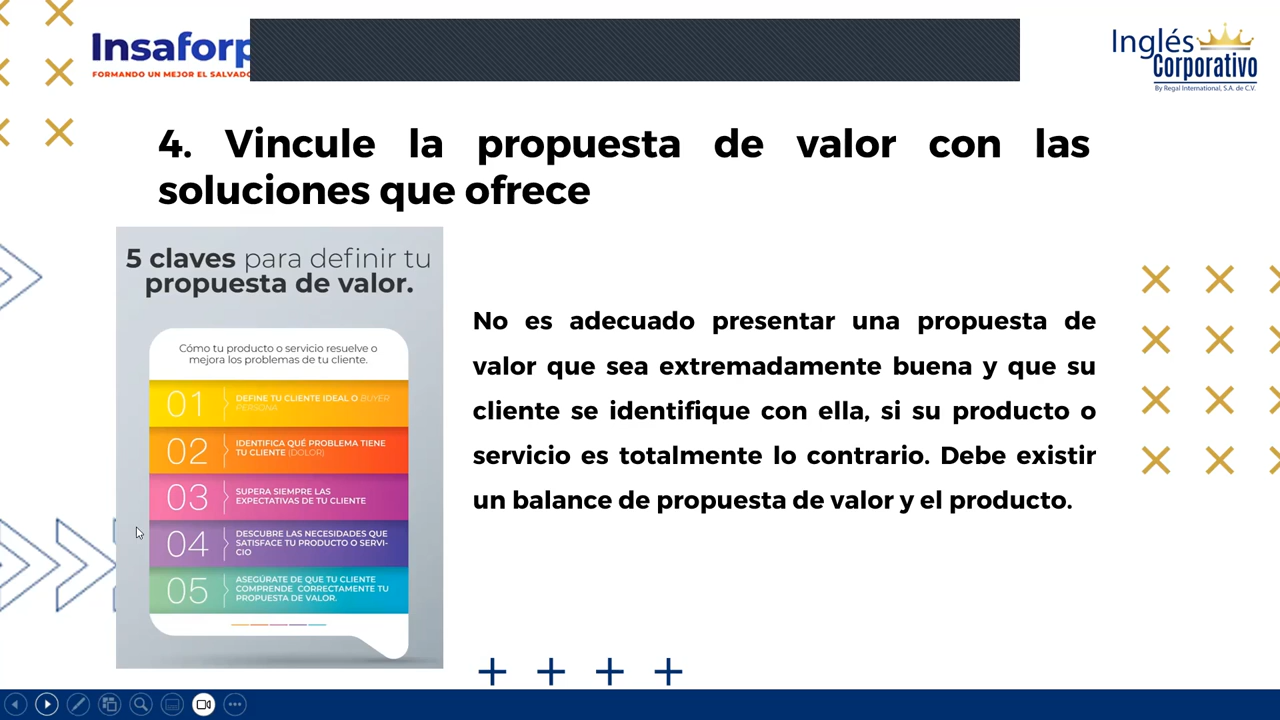 Insaforp
FORMANDO UN MEJOR EL SALVADO
Inglés
Corporativo
By Regal International, S.A. de C.V.
4. Vincule la propuesta de valor con las
soluciones que ofrece
5 claves para definir tu
propuesta de valor.
Cómo tu producto o servicio resuelve o
mejora los problemas de tu cliente.
01
DEFINE TU CLIENTE IDEAL O BUYER
PERSONA
02
IDENTIFICA QUÉ PROBLEMA TIENE
TU CLIENTE (DOLOR)
03
SUPERA SIEMPRE LAS
EXPECTATIVAS DE TU CLIENTE
04
DESCUBRE LAS NECESIDADES QUE
SATISFACE TU PRODUCTO O SERVI-
CIO
05
ASEGÚRATE DE QUE TU CLIENTE
COMPRENDE CORRECTAMENTE TU
PROPUESTA DE VALOR.
No es adecuado presentar una propuesta de
valor que sea extremadamente buena y que su
cliente se identifique con ella, si su producto o
servicio es totalmente lo contrario. Debe existir
un balance de propuesta de valor y el producto.